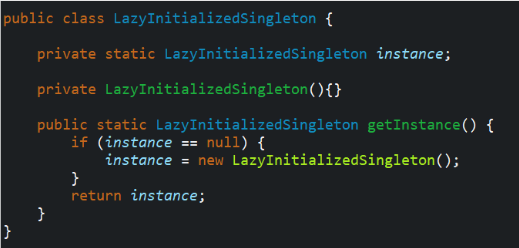 public class LazyInitializedSingleton {
private static LazyInitializedSingleton instance;
private LazyInitializedSingleton(){}
public static LazyInitializedSingleton getInstance() {
if (instance == null) {
instance = new LazyInitializedSingleton();
}
return instance;
}
}